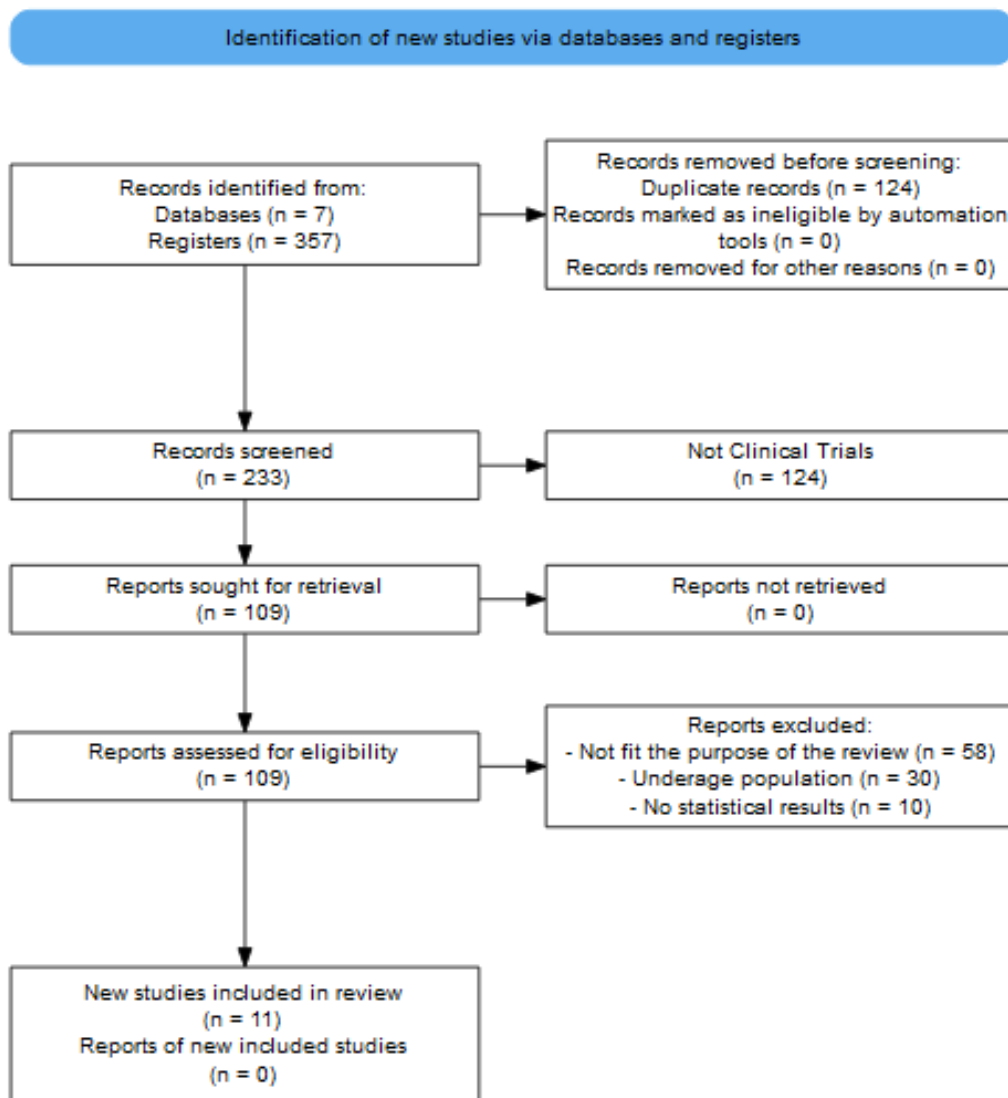 Identification of new studies via databases and registers
Records identified from:
Databases (n = 7)
Registers (n = 357)
Records removed before screening:
Duplicate records (n = 124)
Records marked as ineligible by automation
tools (n = 0)
Records removed for other reasons (n = 0)
Records screened
(n = 233)
Not Clinical Trials
(n = 124)
Reports sought for retrieval
(n = 109)
Reports not retrieved
(n = 0)
Reports assessed for eligibility
(n = 109)
Reports excluded:
- Not fit the purpose of the review (n = 58)
- Underage population (n = 30)
- No statistical results (n = 10)
New studies included in review
(n = 11)
Reports of new included studies
(n = 0)